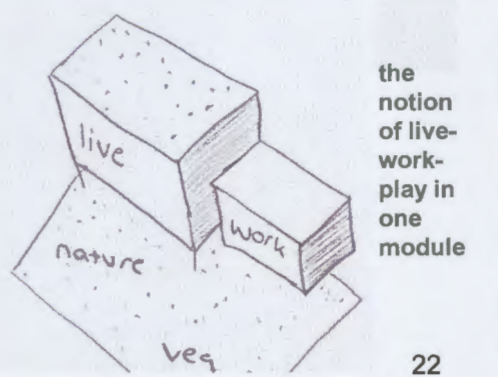 live
work
nature
veg
the
notion
of live-
work-
play in
one
module
22